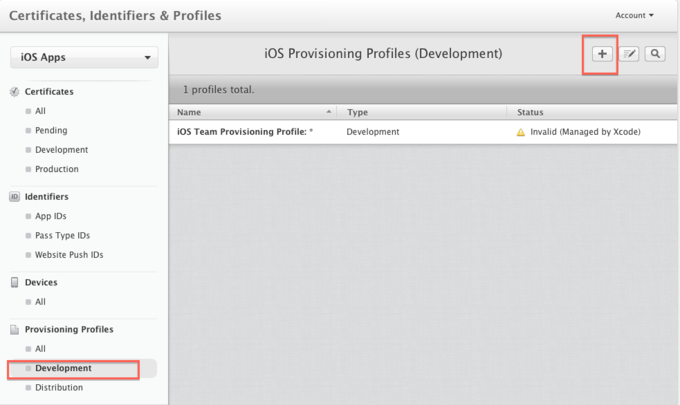 Certificates, Identifiers & Profiles
Account
iOS Apps
Certificates
All
Pending
Development
Production
ID Identifiers
App IDs
Pass Type IDs
Website Push IDs
Devices
All
Provisioning Profiles
All
Development
Distribution
iOS Provisioning Profiles (Development)
1 profiles total.
Name Type Status
iOS Team Provisioning Profile: * Development Invalid (Managed by Xcode)